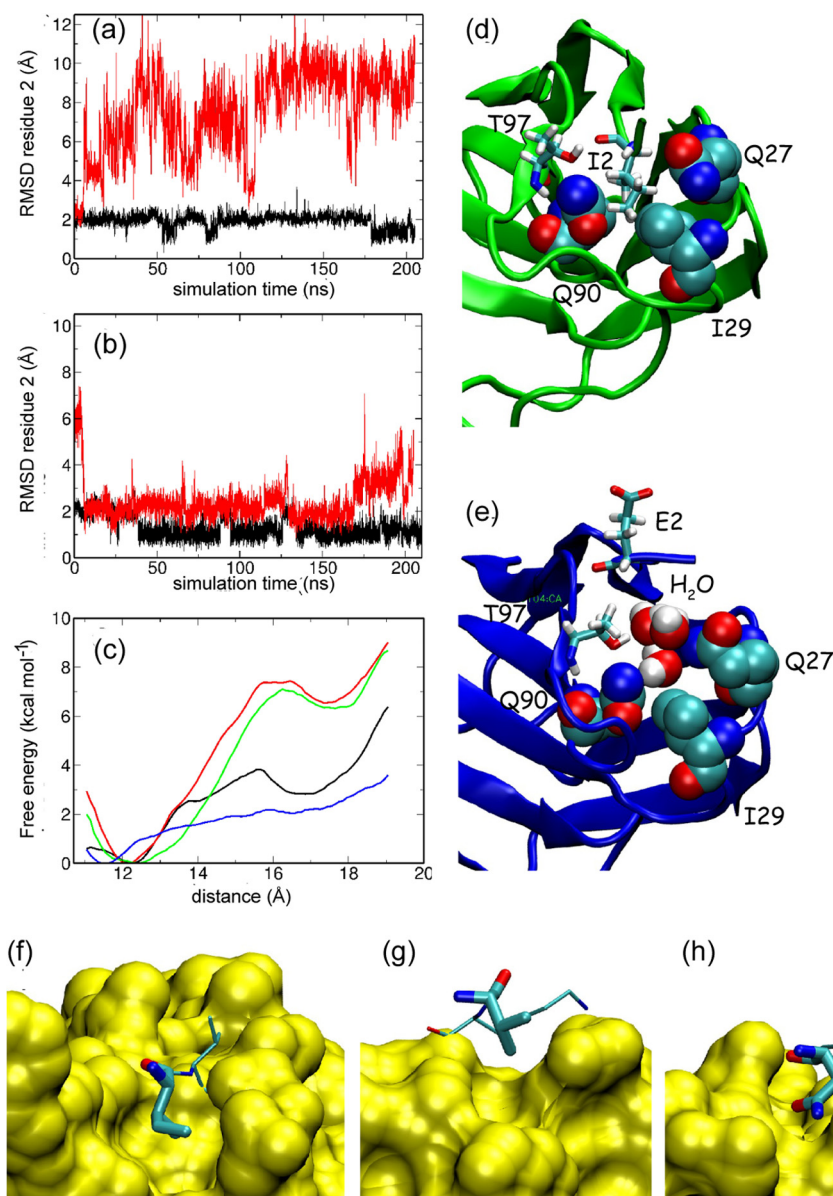 (a)
RMSD residue 2 (Å)
12
10
8
6
4
2
0
0 50 100 150 200
simulation time (ns)
(b)
RMSD residue 2 (Å)
10
8
6
4
2
0
0 50 100 150 200
simulation time (ns)
(c)
Free energy (kcal mol⁻¹)
10
8
6
4
2
0
12 14 16 18 20
distance (Å)
(d)
T97
I2
Q27
Q90
I29
(e)
E2
H₂O
T97
04:CA
Q27
Q90
I29
(f)
(g)
(h)